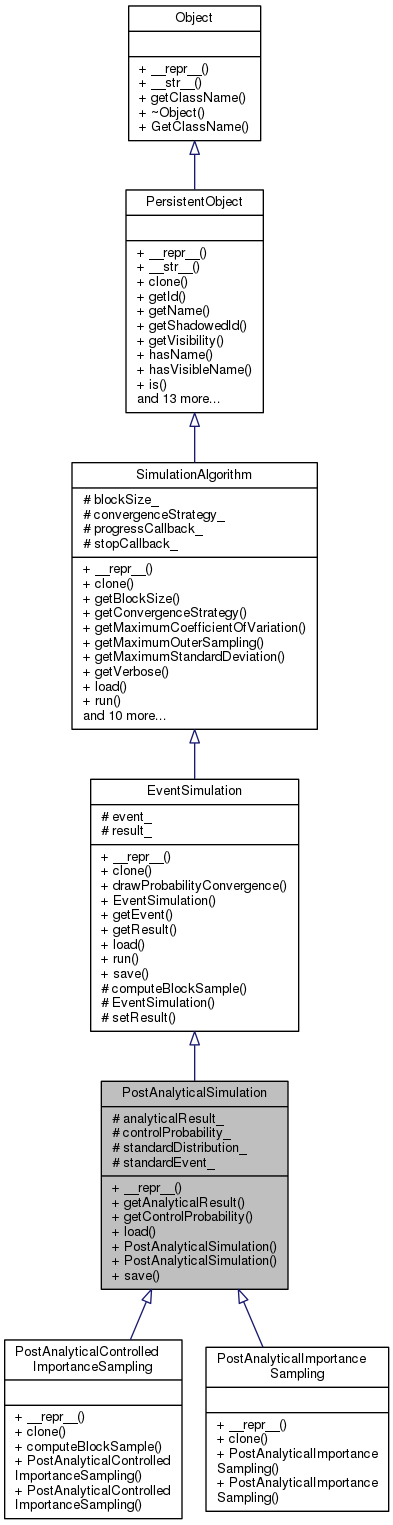 Object
+ __repr__()
+ __str__()
+ getClassName()
+ ~Object()
+ GetClassName()
PersistentObject
+ __repr__()
+ __str__()
+ clone()
+ getId()
+ getName()
+ getShadowedId()
+ getVisibility()
+ hasName()
+ hasVisibleName()
+ is()
and 13 more...
SimulationAlgorithm
# blockSize_
# convergenceStrategy_
# progressCallback_
# stopCallback_
+ __repr__()
+ clone()
+ getBlockSize()
+ getConvergenceStrategy()
+ getMaximumCoefficientOfVariation()
+ getMaximumOuterSampling()
+ getMaximumStandardDeviation()
+ getVerbose()
+ load()
+ run()
and 10 more...
EventSimulation
# event_
# result_
+ __repr__()
+ clone()
+ drawProbabilityConvergence()
+ EventSimulation()
+ getEvent()
+ getResult()
+ load()
+ run()
+ save()
# computeBlockSample()
# EventSimulation()
# setResult()
PostAnalyticalSimulation
# analyticalResult_
# controlProbability_
# standardDistribution_
# standardEvent_
+ __repr__()
+ getAnalyticalResult()
+ getControlProbability()
+ load()
+ PostAnalyticalSimulation()
+ PostAnalyticalSimulation()
+ save()
PostAnalyticalControlled
ImportanceSampling
+ __repr__()
+ clone()
+ computeBlockSample()
+ PostAnalyticalControlled
ImportanceSampling()
+ PostAnalyticalControlled
ImportanceSampling()
PostAnalyticalImportance
Sampling
+ __repr__()
+ clone()
+ PostAnalyticalImportance
Sampling()
+ PostAnalyticalImportance
Sampling()